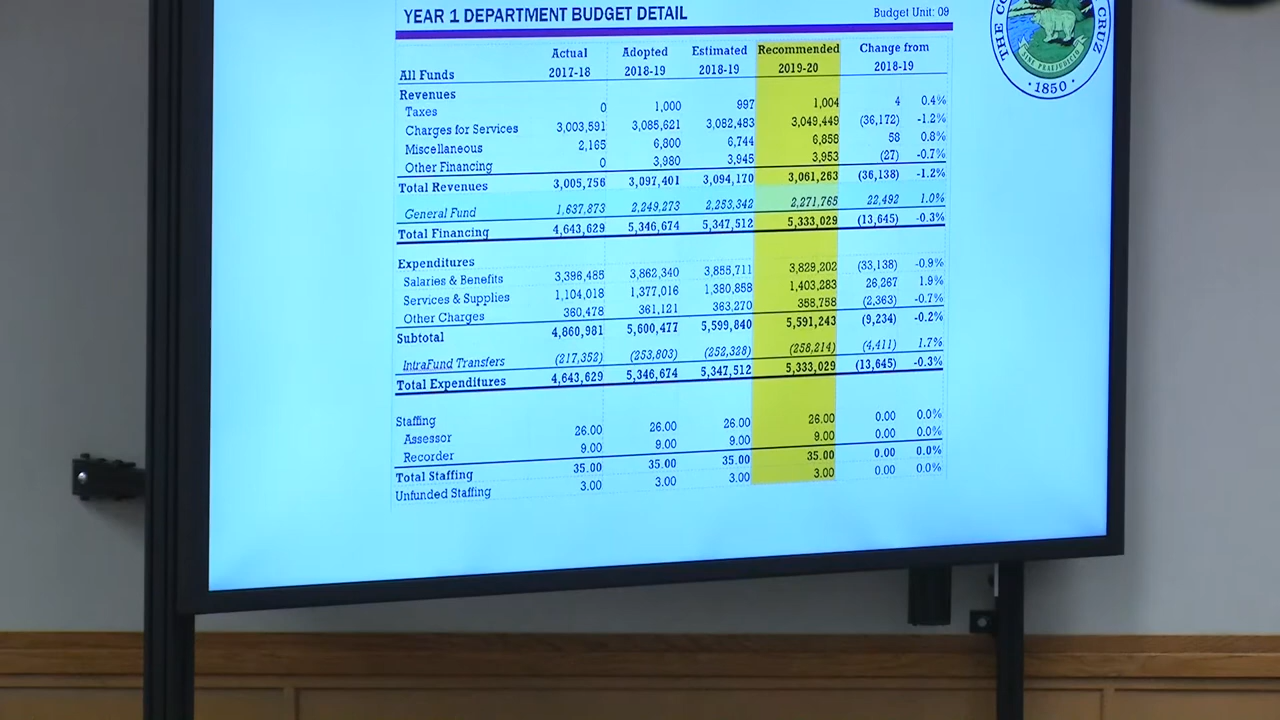 YEAR 1 DEPARTMENT BUDGET DETAIL Budget Unit: 09
THE CO CRUZ
SINE PRAEJUDICIO
· 1850 ·
Actual Adopted Estimated Recommended Change from
All Funds 2017-18 2018-19 2018-19 2019-20 2018-19
Revenues
Taxes 0 1,000 997 1,004 4 0.4%
Charges for Services 3,003,591 3,085,621 3,082,483 3,049,449 (36,172) -1.2%
Miscellaneous 2,165 6,800 6,744 6,858 58 0.8%
Other Financing 0 3,980 3,945 3,953 (27) -0.7%
Total Revenues 3,005,756 3,097,401 3,094,170 3,061,263 (36,138) -1.2%
General Fund 1,637,873 2,249,273 2,253,342 2,271,765 22,492 1.0%
Total Financing 4,643,629 5,346,674 5,347,512 5,333,029 (13,645) -0.3%
Expenditures
Salaries & Benefits 3,396,485 3,862,340 3,855,711 3,829,202 (33,138) -0.9%
Services & Supplies 1,104,018 1,377,016 1,380,858 1,403,283 26,267 1.9%
Other Charges 360,478 361,121 363,270 358,758 (2,363) -0.7%
Subtotal 4,860,981 5,600,477 5,599,840 5,591,243 (9,234) -0.2%
IntraFund Transfers (217,352) (253,803) (252,328) (258,214) (4,411) 1.7%
Total Expenditures 4,643,629 5,346,674 5,347,512 5,333,029 (13,645) -0.3%
Staffing
Assessor 26.00 26.00 26.00 26.00 0.00 0.0%
Recorder 9.00 9.00 9.00 9.00 0.00 0.0%
Total Staffing 35.00 35.00 35.00 35.00 0.00 0.0%
Unfunded Staffing 3.00 3.00 3.00 3.00 0.00 0.0%